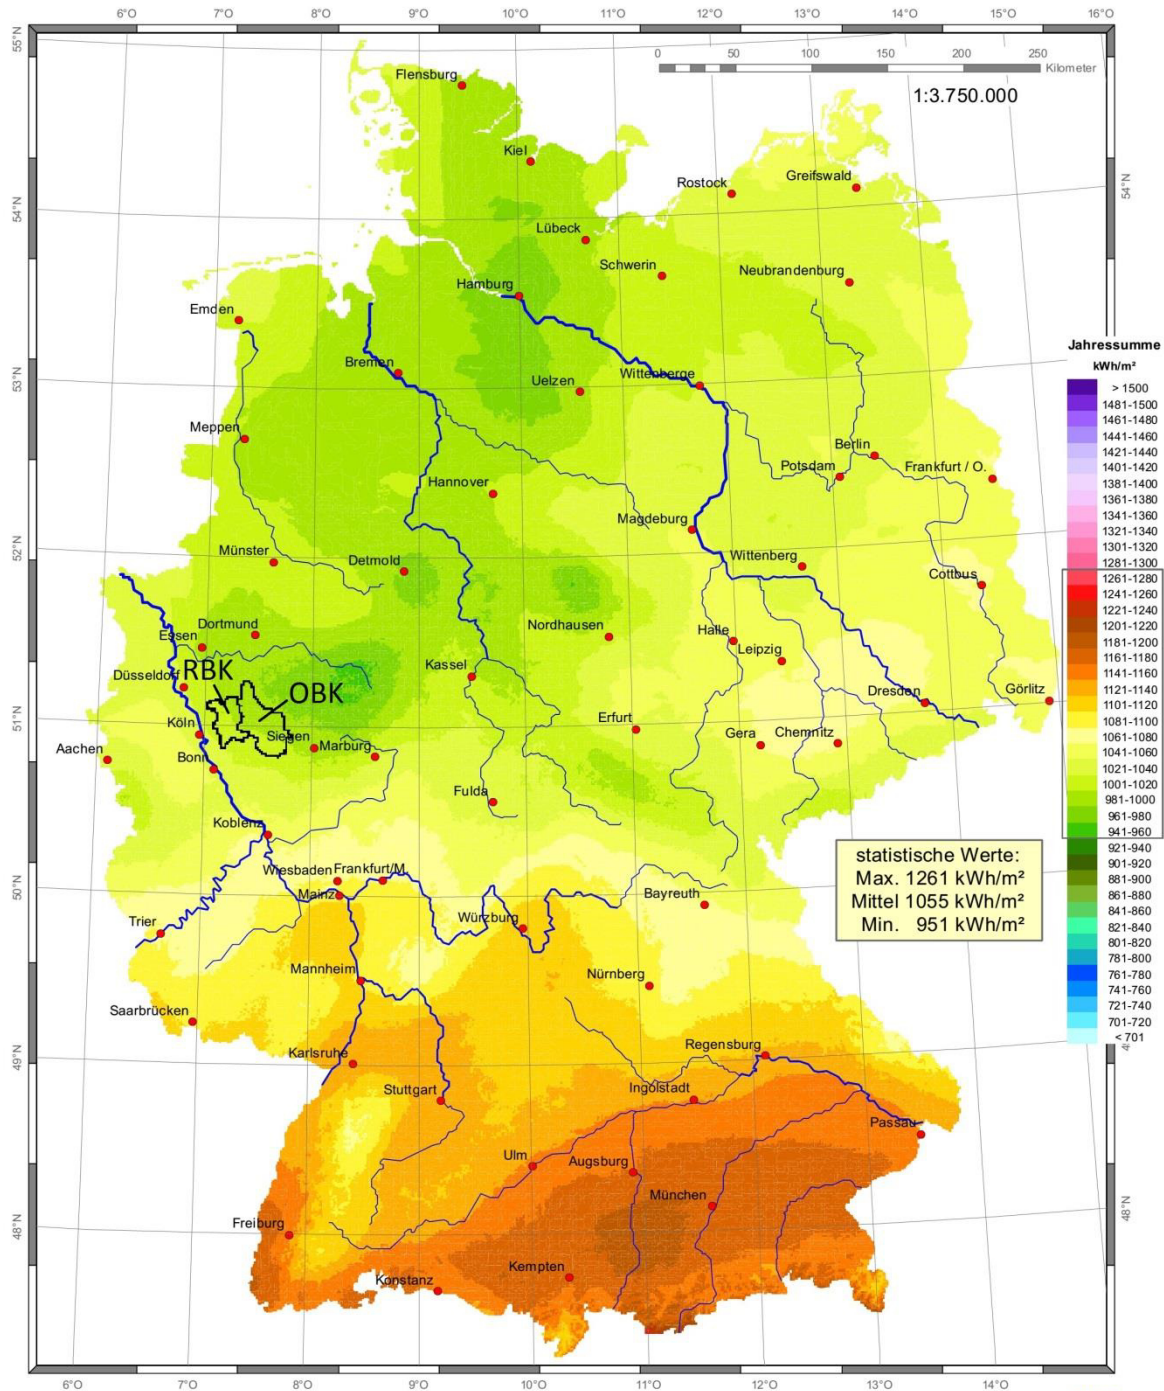 6°O 7°O 8°O 9°O 10°O 11°O 12°O 13°O 14°O 15°O 16°O
55°N
0 50 100 150 200 250
Kilometer
1:3.750.000
Flensburg
Kiel
Rostock
Greifswald
54°N
54°N
Lübeck
Schwerin
Neubrandenburg
Hamburg
Emden
Bremen
Uelzen
Wittenberge
53°N
Meppen
Berlin
Potsdam
Frankfurt / O.
Hannover
Magdeburg
52°N
Münster
Detmold
Wittenberg
Cottbus
Dortmund
Essen
Nordhausen
Halle
Leipzig
Düsseldorf
RBK
OBK
Kassel
Dresden
Görlitz
51°N
Köln
Siegen
Marburg
Erfurt
Gera
Chemnitz
Aachen
Bonn
Fulda
Koblenz
50°N
Wiesbaden
Frankfurt/M.
Mainz
Bayreuth
Trier
Würzburg
Mannheim
Nürnberg
Saarbrücken
49°N
Karlsruhe
Regensburg
Stuttgart
Ingolstadt
Passau
Ulm
Augsburg
München
48°N
48°N
Freiburg
Konstanz
Kempten
6°O 7°O 8°O 9°O 10°O 11°O 12°O 13°O 14°O
Jahressumme
kWh/m²
> 1500
1481-1500
1461-1480
1441-1460
1421-1440
1401-1420
1381-1400
1361-1380
1341-1360
1321-1340
1301-1320
1281-1300
1261-1280
1241-1260
1221-1240
1201-1220
1181-1200
1161-1180
1141-1160
1121-1140
1101-1120
1081-1100
1061-1080
1041-1060
1021-1040
1001-1020
981-1000
961-980
941-960
921-940
901-920
881-900
861-880
841-860
821-840
801-820
781-800
761-780
741-760
721-740
701-720
< 701
statistische Werte:
Max. 1261 kWh/m²
Mittel 1055 kWh/m²
Min. 951 kWh/m²